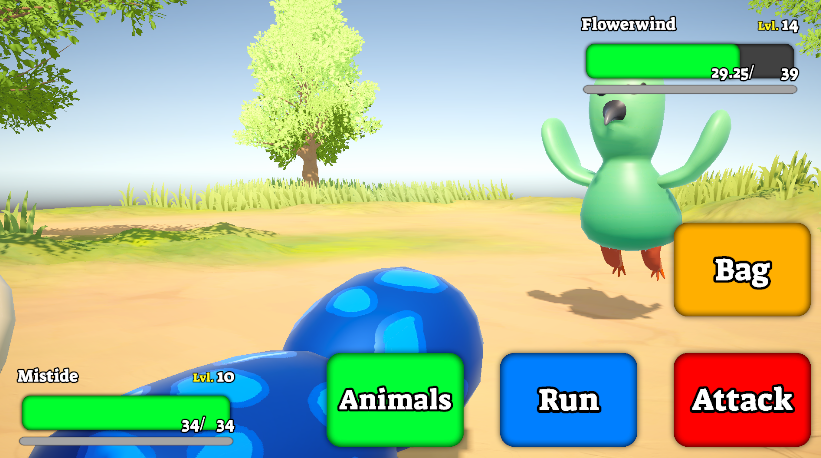 Flowerwind Lvl. 14
29.25/ 39
Bag
Mistide Lvl. 10
34/ 34
Animals
Run
Attack